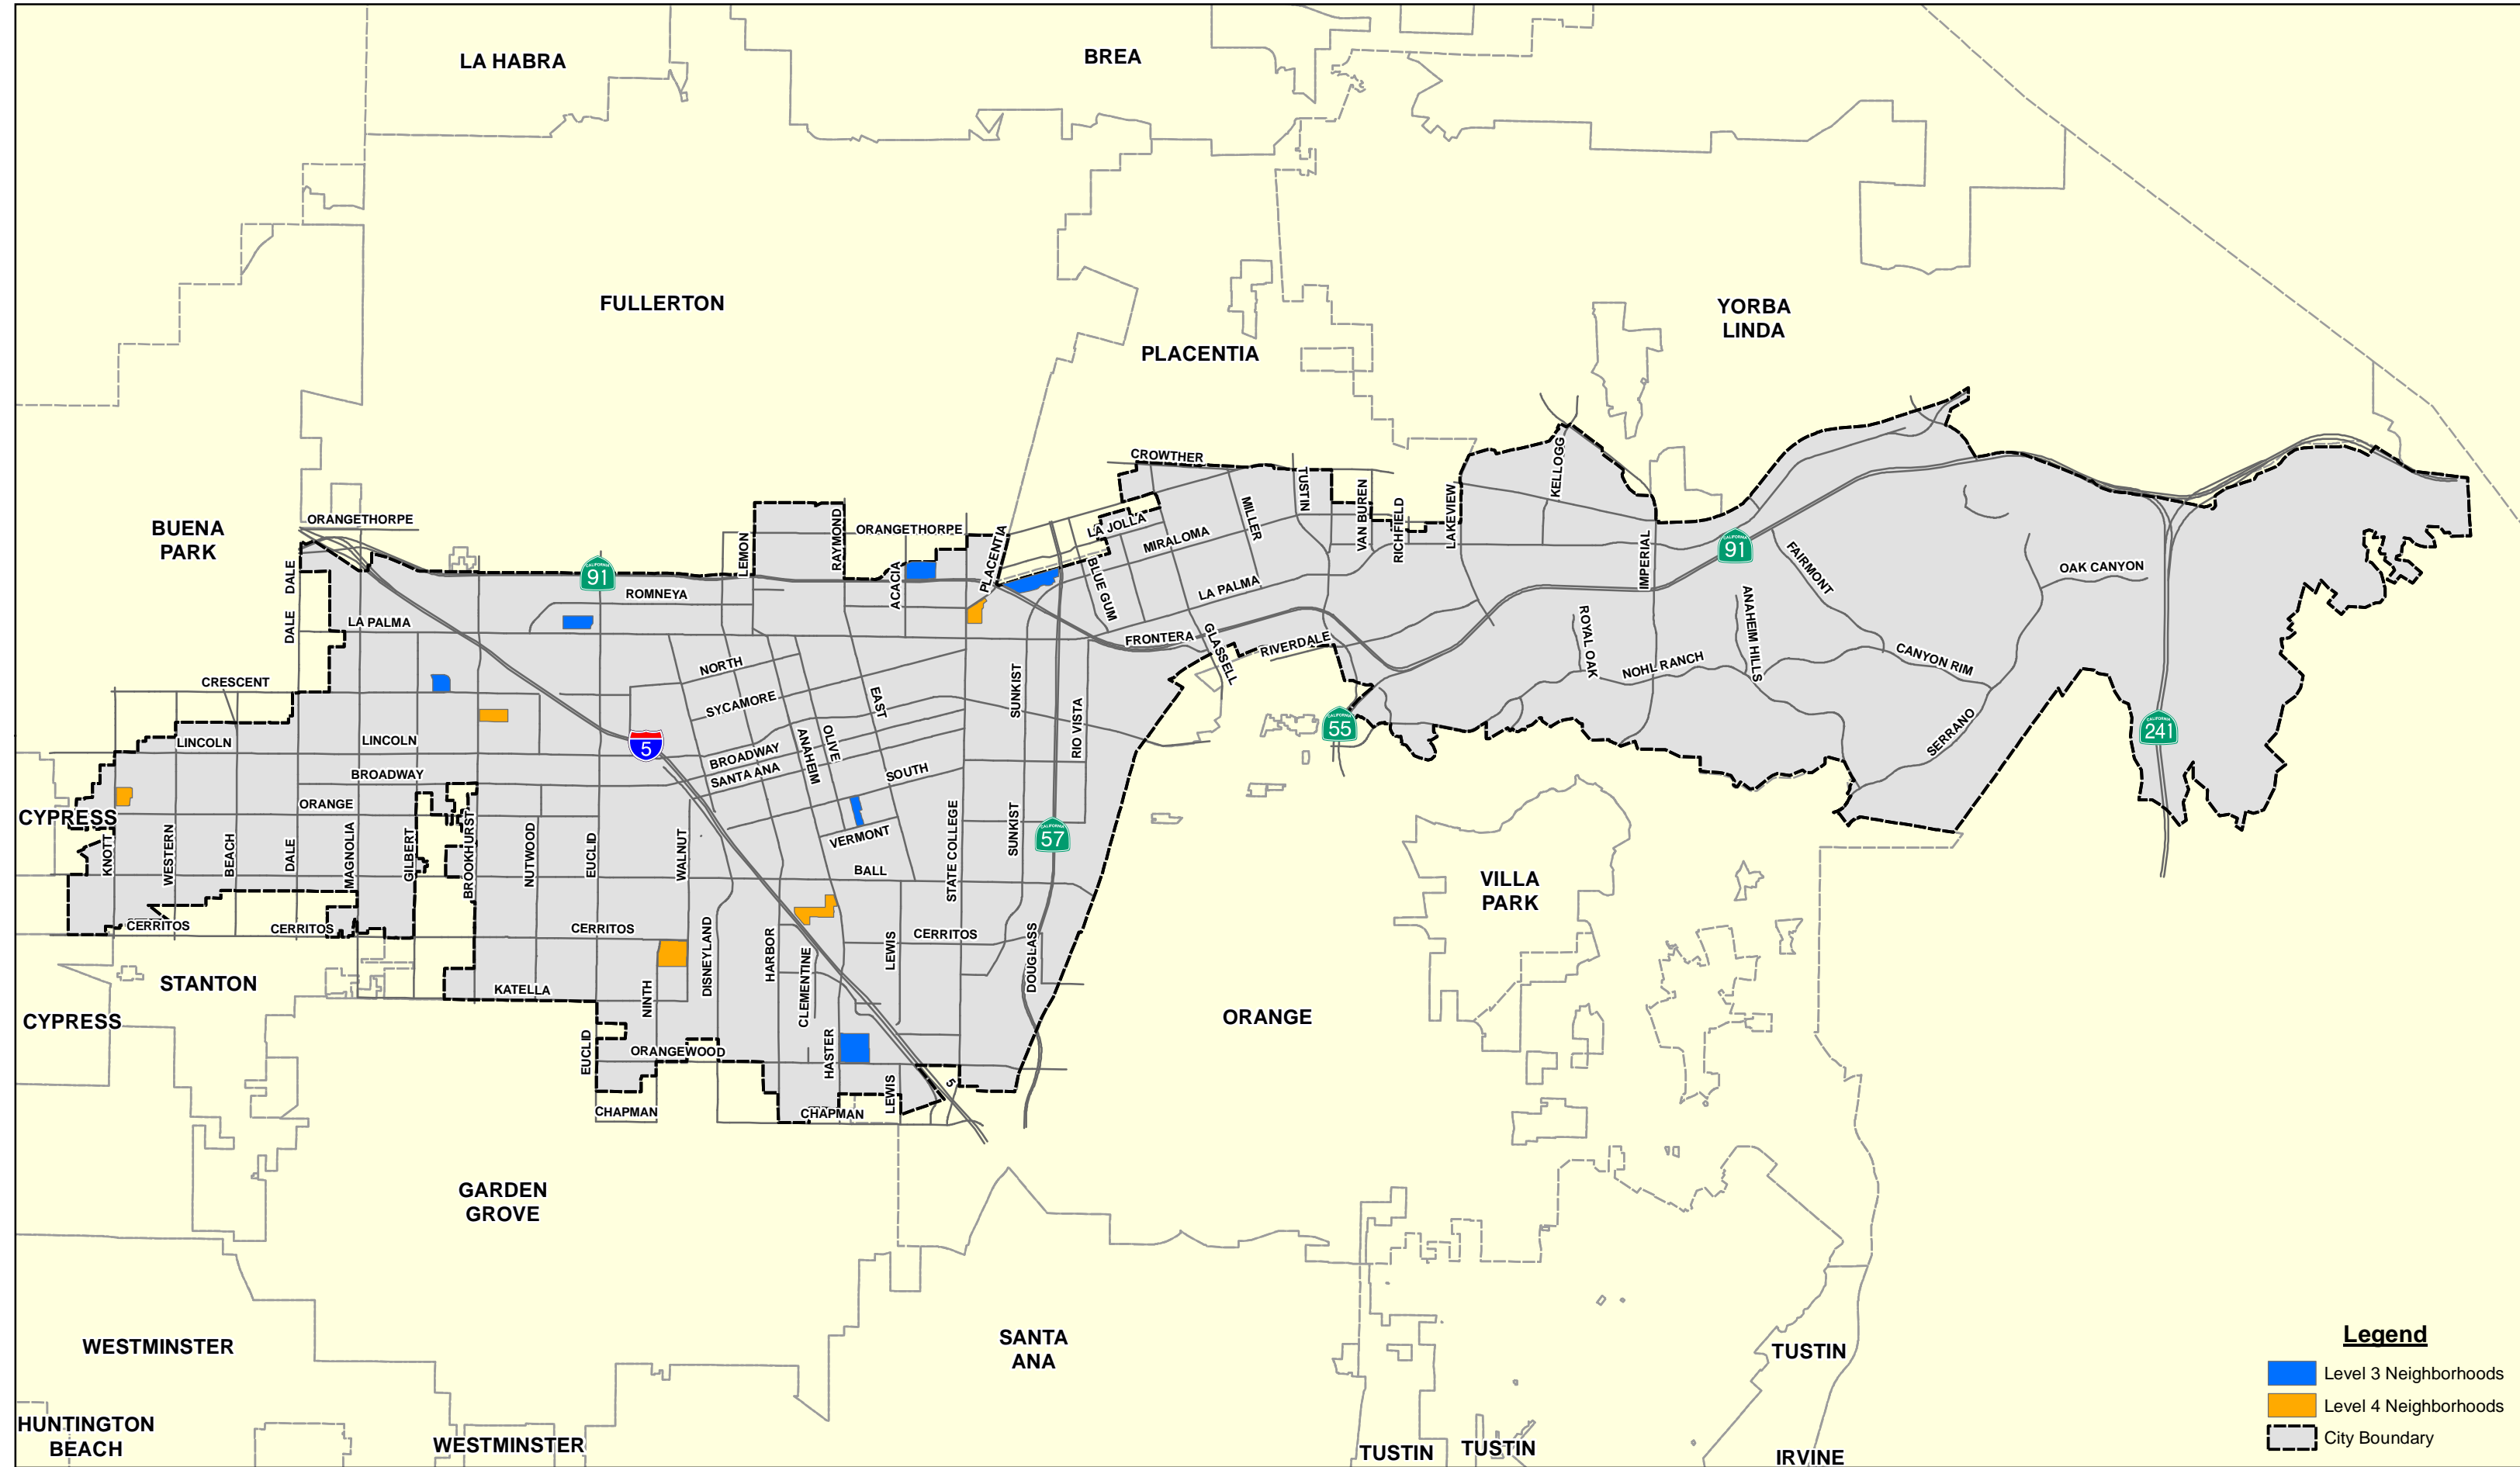 LA HABRA
BREA
FULLERTON
YORBA
LINDA
PLACENTIA
BUENA
PARK
ORANGETHORPE
ORANGETHORPE
CROWTHER
KELLOGG
TUSTIN
VAN BUREN
RICHFIELD
LAKEVIEW
MILLER
LA JOLLA
MIRALOMA
LEMON
RAYMOND
ACACIA
PLACENTIA
BLUE GUM
LA PALMA
CALIFORNIA
91
CALIFORNIA
91
IMPERIAL
FAIRMONT
OAK CANYON
DALE
DALE
ROMNEYA
LA PALMA
FRONTERA
GLASSELL
RIVERDALE
ROYAL OAK
ANAHEIM HILLS
NOHL RANCH
CANYON RIM
SERRANO
CRESCENT
NORTH
SYCAMORE
EAST
SUNKIST
RIO VISTA
CALIFORNIA
55
CALIFORNIA
241
LINCOLN
LINCOLN
5
BROADWAY
BROADWAY
SANTA ANA
ANAHEIM
OLIVE
SOUTH
ORANGE
CYPRESS
KNOTT
WESTERN
BEACH
DALE
MAGNOLIA
GILBERT
BROOKHURST
NUTWOOD
EUCLID
WALNUT
VERMONT
BALL
STATE COLLEGE
SUNKIST
CALIFORNIA
57
VILLA
PARK
CERRITOS
CERRITOS
CERRITOS
CERRITOS
DISNEYLAND
HARBOR
CLEMENTINE
LEWIS
DOUGLASS
STANTON
KATELLA
NINTH
CYPRESS
ORANGE
EUCLID
ORANGEWOOD
HASTER
LEWIS
5
CHAPMAN
CHAPMAN
GARDEN
GROVE
WESTMINSTER
SANTA
ANA
TUSTIN
HUNTINGTON
BEACH
WESTMINSTER
TUSTIN
TUSTIN
IRVINE
Legend
Level 3 Neighborhoods
Level 4 Neighborhoods
City Boundary